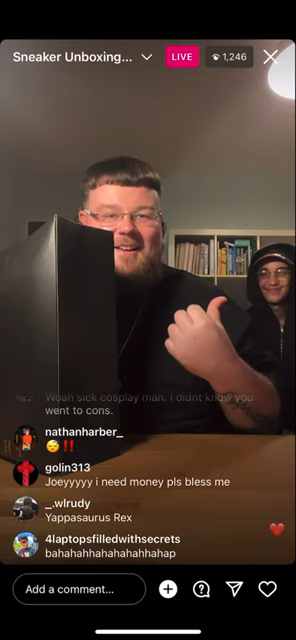 Sneaker Unboxing...
LIVE
1,246
Woah sick cosplay man. I didnt know you
went to cons.
nathanharber_
😴‼️
golin313
Joeyyyyy i need money pls bless me
_.wlrudy
Yappasaurus Rex
4laptopsfilledwithsecrets
bahahahhahahahahhahap
Add a comment...